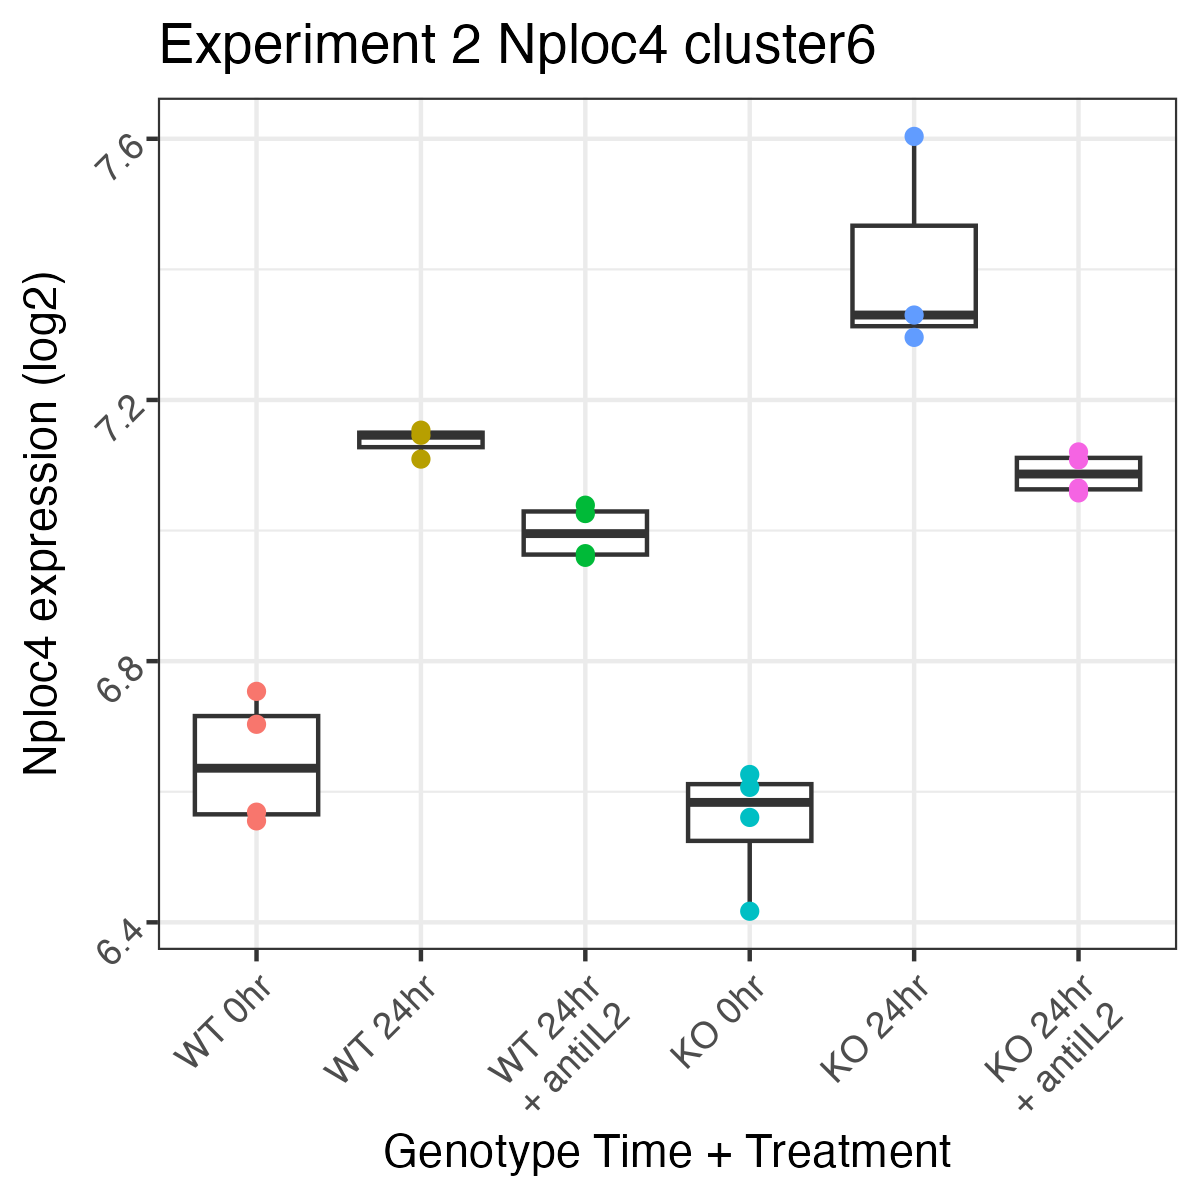 Experiment 2 Nploc4 cluster6
Nploc4 expression (log2)
7.6
7.2
6.8
6.4
WT 0hr
WT 24hr
WT 24hr
+ antiIL2
KO 0hr
KO 24hr
KO 24hr
+ antiIL2
Genotype Time + Treatment